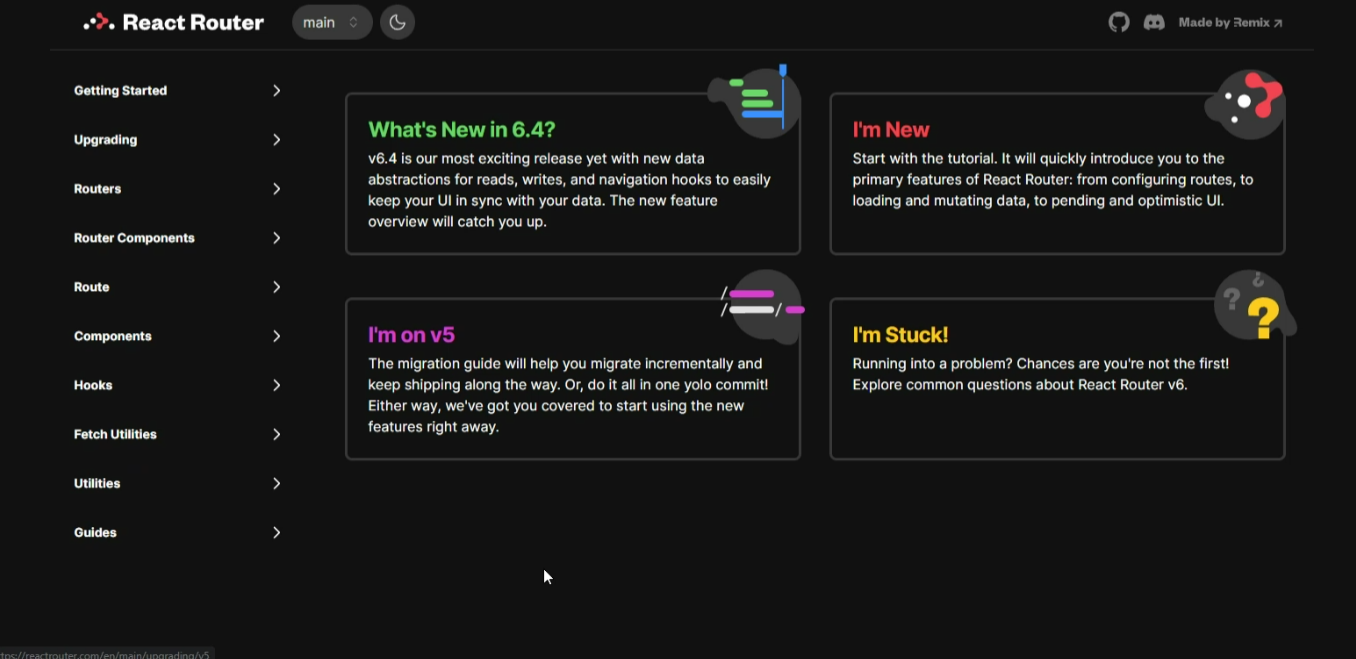 React Router
main
Made by Remix ↗
Getting Started
Upgrading
Routers
Router Components
Route
Components
Hooks
Fetch Utilities
Utilities
Guides
What's New in 6.4?
v6.4 is our most exciting release yet with new data
abstractions for reads, writes, and navigation hooks to easily
keep your UI in sync with your data. The new feature
overview will catch you up.
I'm New
Start with the tutorial. It will quickly introduce you to the
primary features of React Router: from configuring routes, to
loading and mutating data, to pending and optimistic UI.
I'm on v5
The migration guide will help you migrate incrementally and
keep shipping along the way. Or, do it all in one yolo commit!
Either way, we've got you covered to start using the new
features right away.
I'm Stuck!
Running into a problem? Chances are you're not the first!
Explore common questions about React Router v6.
tps://reactrouter.com/en/main/upgrading/v5